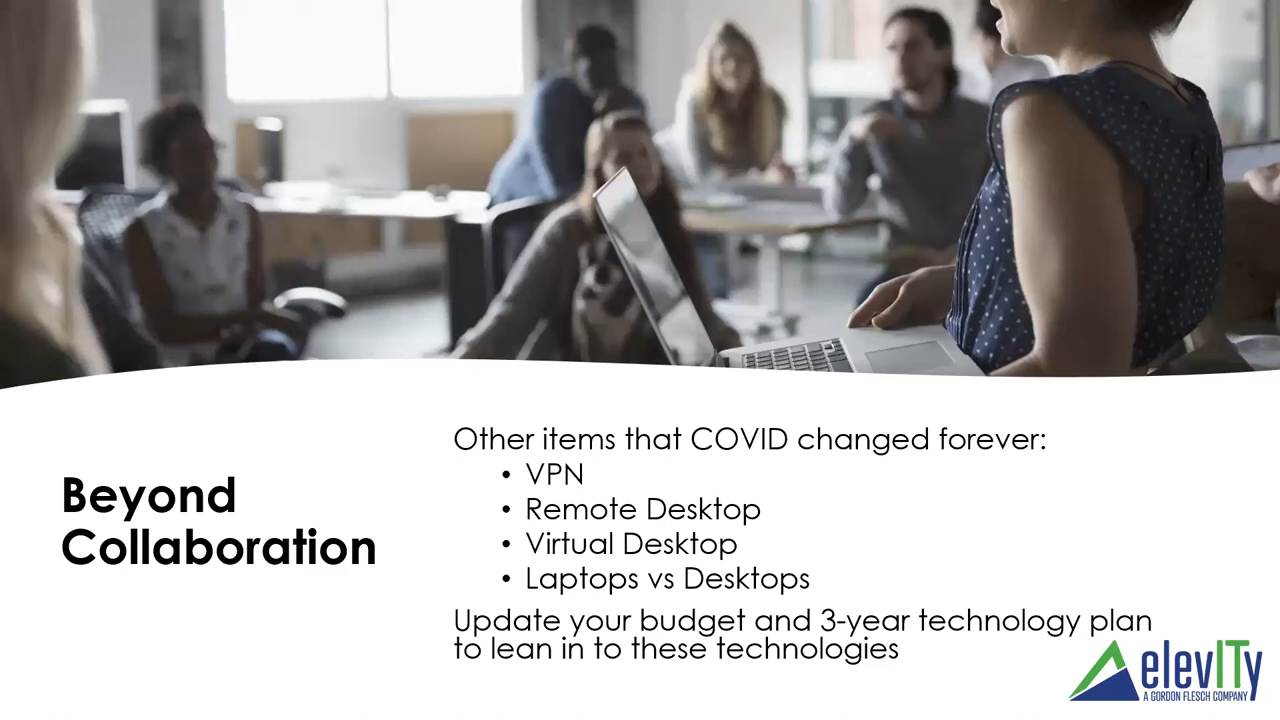 Beyond
Collaboration
Other items that COVID changed forever:
• VPN
• Remote Desktop
• Virtual Desktop
• Laptops vs Desktops
Update your budget and 3-year technology plan
to lean in to these technologies
elevITy
A GORDON FLESCH COMPANY